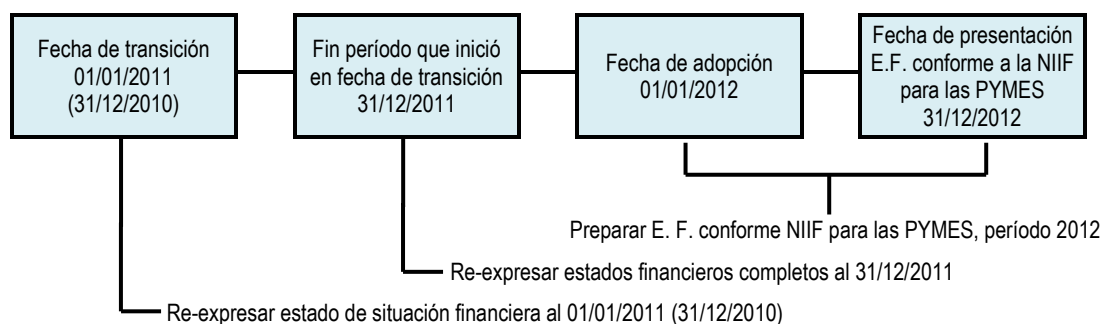 Fecha de transición
01/01/2011
(31/12/2010)
Fin período que inició
en fecha de transición
31/12/2011
Fecha de adopción
01/01/2012
Fecha de presentación
E.F. conforme a la NIIF
para las PYMES
31/12/2012
Preparar E. F. conforme NIIF para las PYMES, período 2012
Re-expresar estados financieros completos al 31/12/2011
Re-expresar estado de situación financiera al 01/01/2011 (31/12/2010)